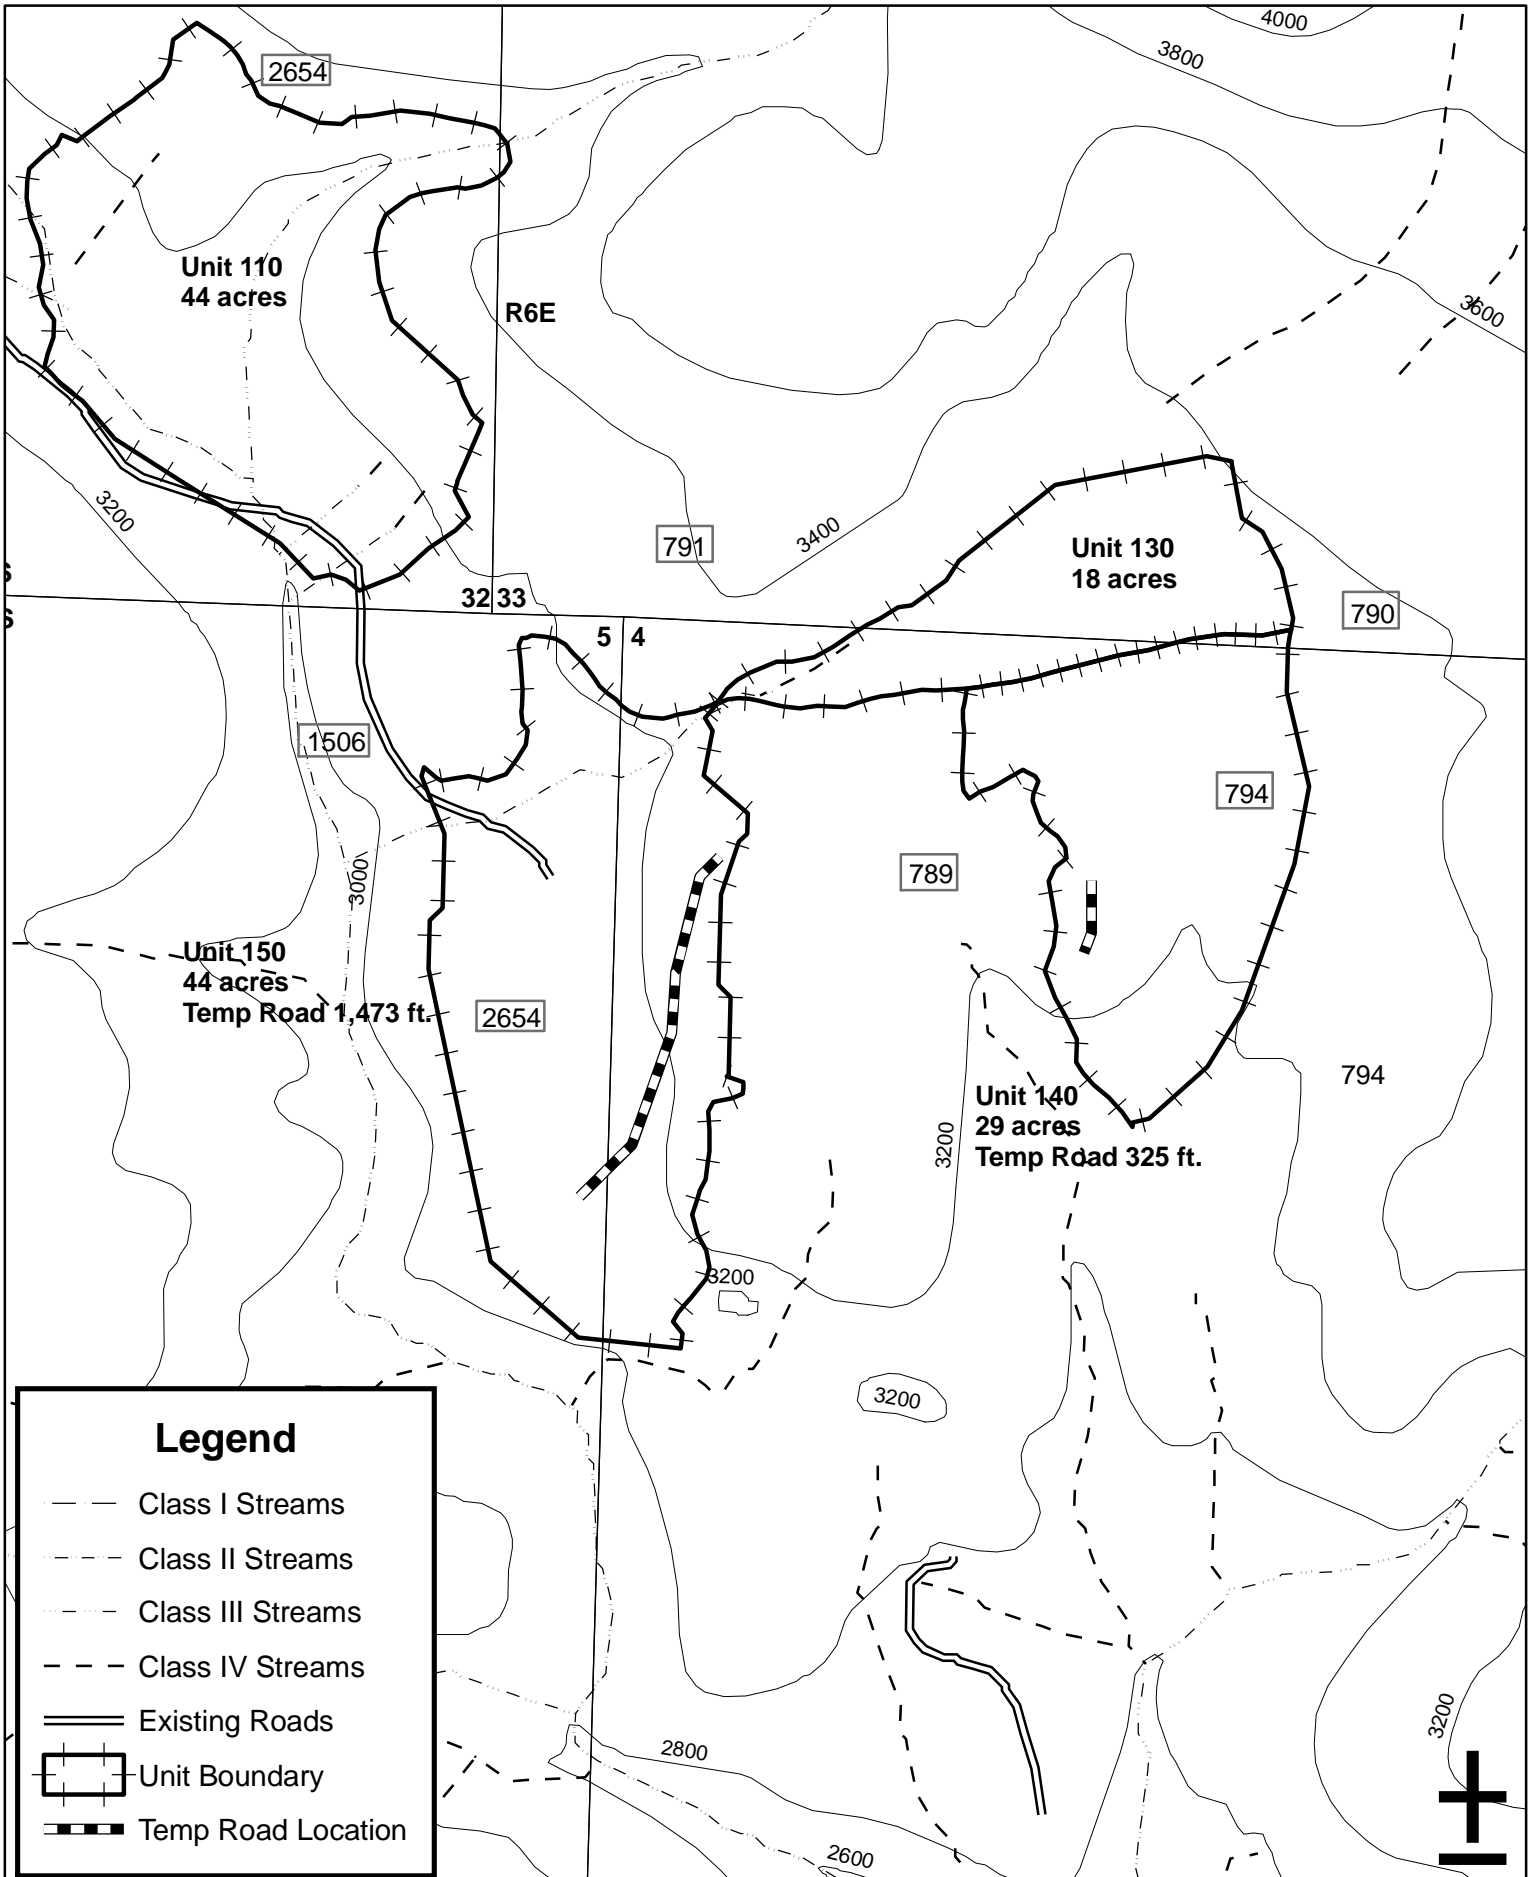 4000
3800
2654
Unit 110
44 acres
R6E
3600
3200
791
3400
Unit 130
18 acres
32 33
5 4
790
1506
794
789
3000
Unit 150
44 acres
Temp Road 1,473 ft.
2654
794
Unit 140
29 acres
Temp Road 325 ft.
3200
3200
3200
Legend
Class I Streams
Class II Streams
Class III Streams
Class IV Streams
Existing Roads
Unit Boundary
Temp Road Location
3200
2800
2600